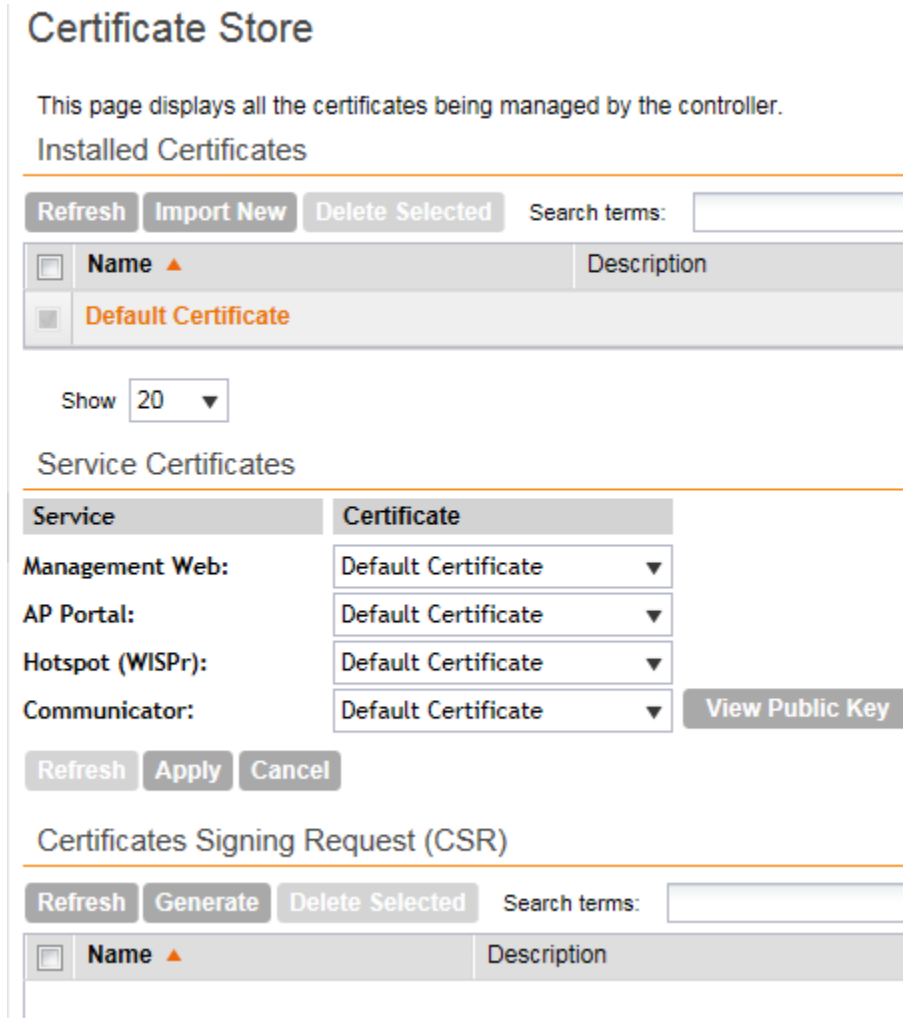 Certificate Store
This page displays all the certificates being managed by the controller.
Installed Certificates
Refresh Import New Delete Selected Search terms:
Name Description
Default Certificate
Show 20
Service Certificates
Service Certificate
Management Web: Default Certificate
AP Portal: Default Certificate
Hotspot (WISPr): Default Certificate
Communicator: Default Certificate View Public Key
Refresh Apply Cancel
Certificates Signing Request (CSR)
Refresh Generate Delete Selected Search terms:
Name Description